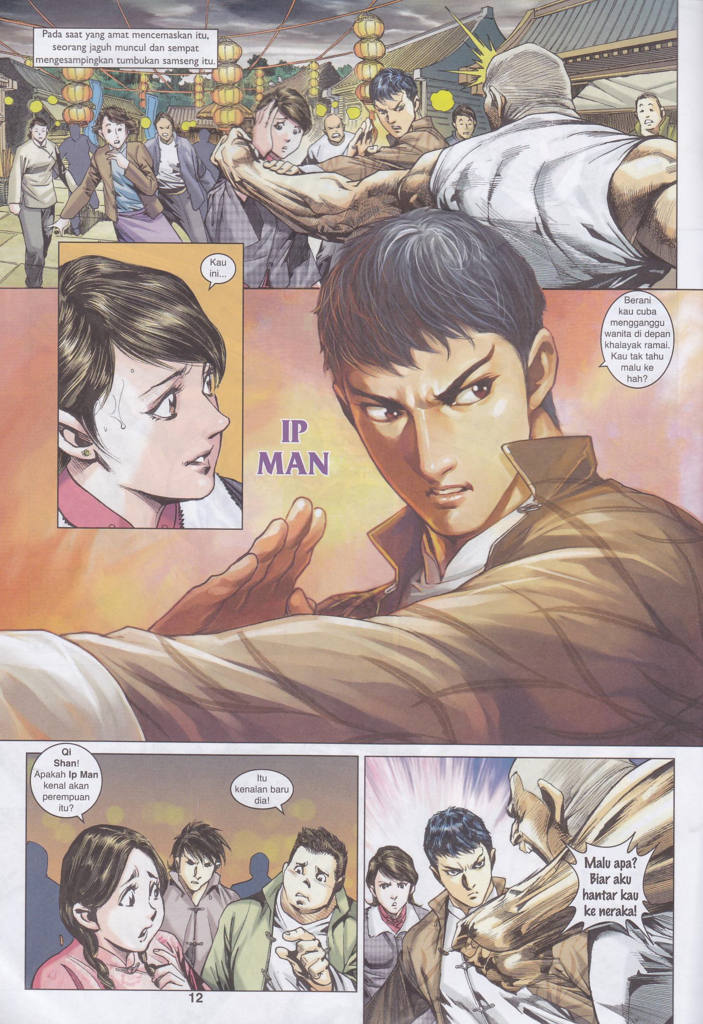 Pada saat yang amat mencemaskan itu,
seorang jaguh muncul dan sempat
mengesampingkan tumbukan samseng itu.
Kau
ini...
Berani
kau cuba
mengganggu
wanita di depan
khalayak ramai.
Kau tak tahu
malu ke
hah?
IP
MAN
Qi
Shan!
Apakah Ip Man
kenal akan
perempuan
itu?
Itu
kenalan baru
dia!
Malu apa?
Biar aku
hantar kau
ke neraka!
12